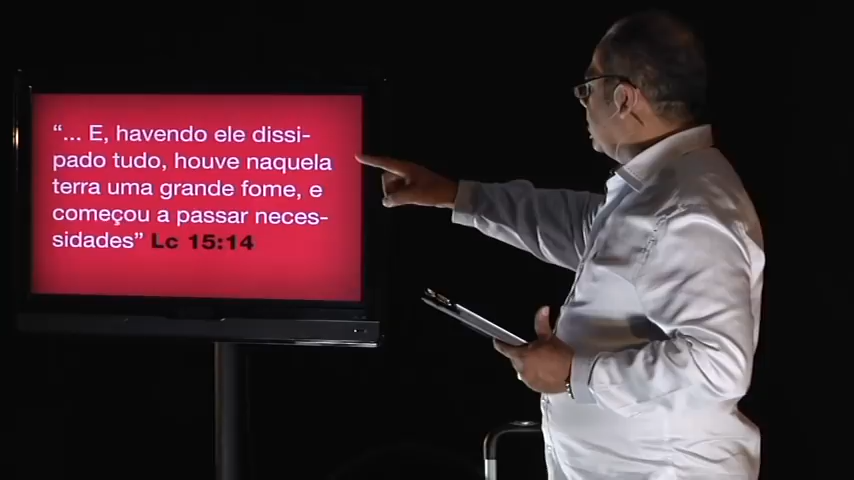 “... E, havendo ele dissi-
pado tudo, houve naquela
terra uma grande fome, e
começou a passar neces-
sidades” Lc 15:14